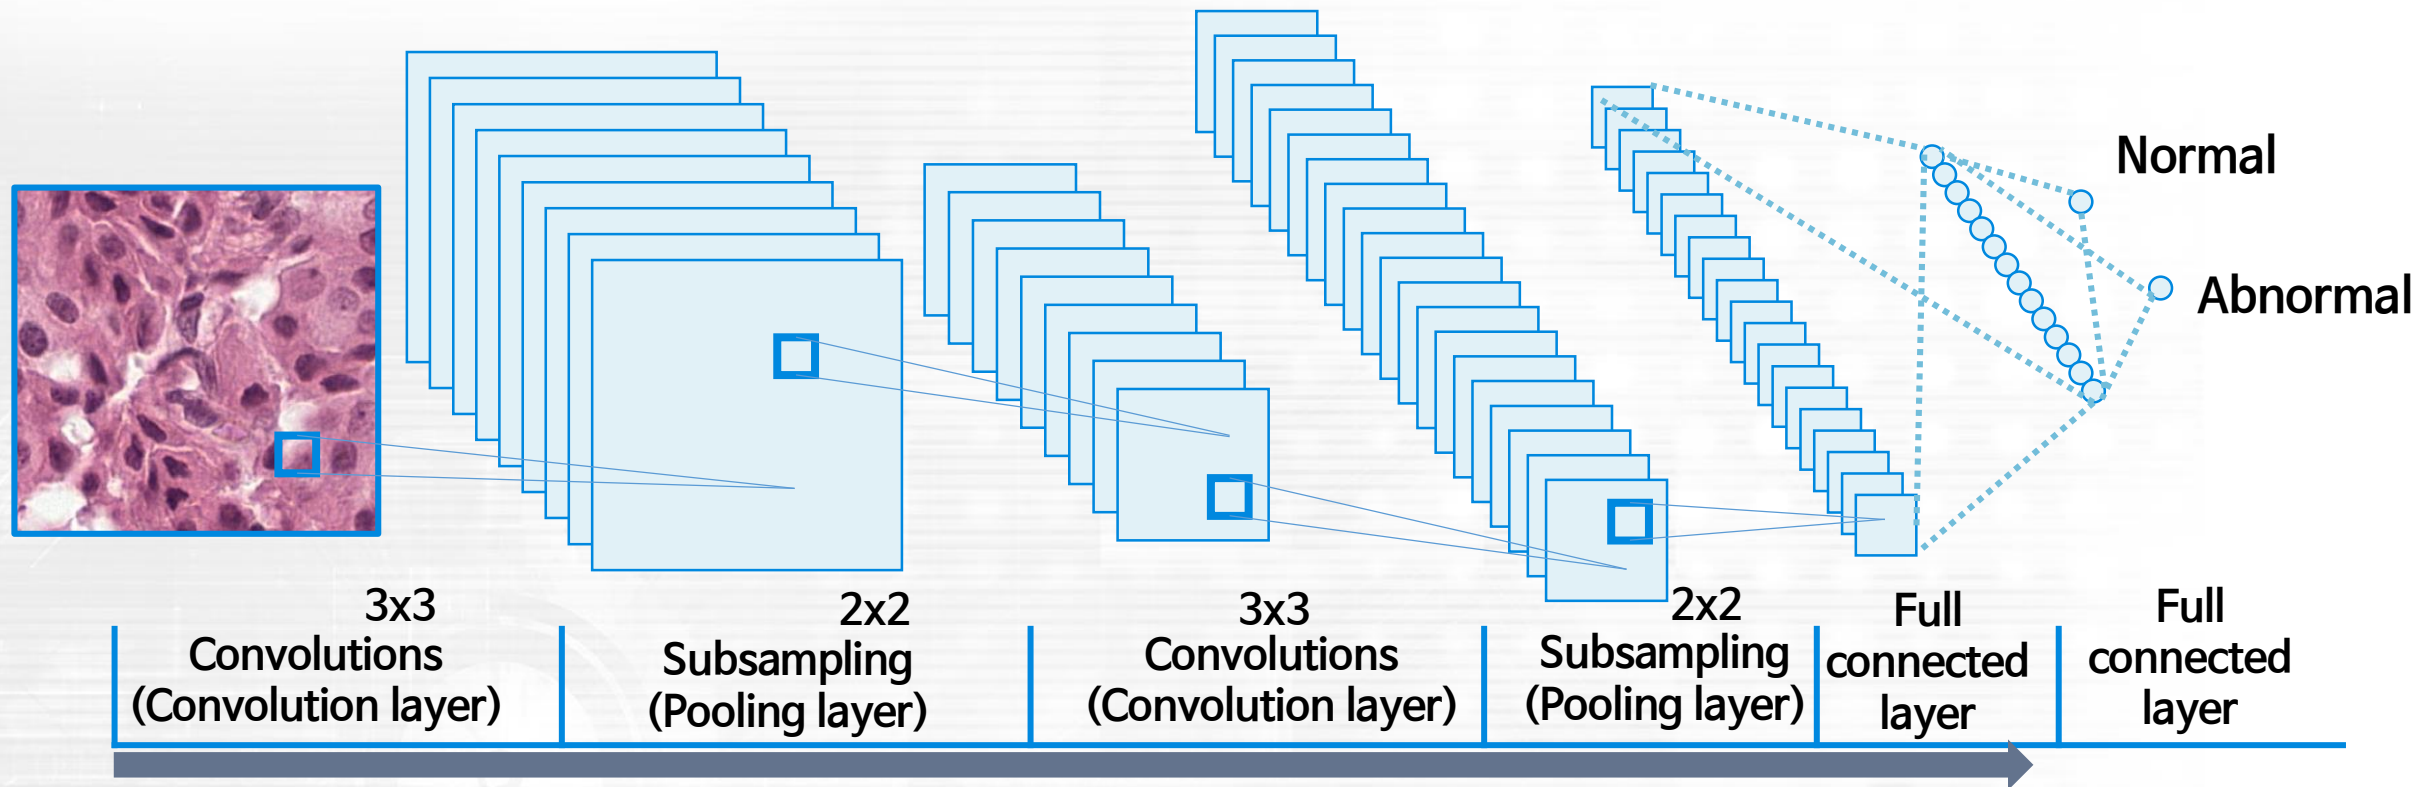 Normal
Abnormal
3x3
Convolutions
(Convolution layer)
2x2
Subsampling
(Pooling layer)
3x3
Convolutions
(Convolution layer)
2x2
Subsampling
(Pooling layer)
Full
connected
layer
Full
connected
layer